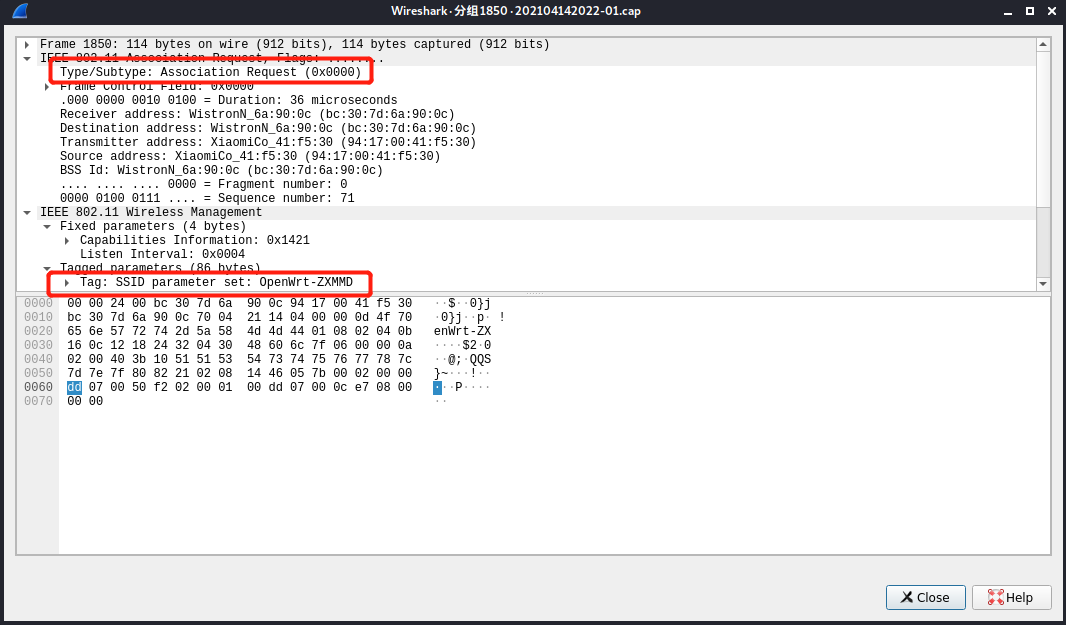 Wireshark · 分组1850 · 202104142022-01.cap
Frame 1850: 114 bytes on wire (912 bits), 114 bytes captured (912 bits)
IEEE 802.11 Association Request, Flags: ........
Type/Subtype: Association Request (0x0000)
Frame Control Field: 0x0000
.000 0000 0010 0100 = Duration: 36 microseconds
Receiver address: WistronN_6a:90:0c (bc:30:7d:6a:90:0c)
Destination address: WistronN_6a:90:0c (bc:30:7d:6a:90:0c)
Transmitter address: XiaomiCo_41:f5:30 (94:17:00:41:f5:30)
Source address: XiaomiCo_41:f5:30 (94:17:00:41:f5:30)
BSS Id: WistronN_6a:90:0c (bc:30:7d:6a:90:0c)
.... .... .... 0000 = Fragment number: 0
0000 0100 0111 .... = Sequence number: 71
IEEE 802.11 Wireless Management
Fixed parameters (4 bytes)
Capabilities Information: 0x1421
Listen Interval: 0x0004
Tagged parameters (86 bytes)
Tag: SSID parameter set: OpenWrt-ZXMMD
0000 00 00 24 00 bc 30 7d 6a 90 0c 94 17 00 41 f5 30 ··$··0}j
0010 bc 30 7d 6a 90 0c 70 04 21 14 04 00 00 0d 4f 70 ·0}j··p· !
0020 65 6e 57 72 74 2d 5a 58 4d 4d 44 01 08 02 04 0b enWrt-ZX
0030 16 0c 12 18 24 32 04 30 48 60 6c 7f 06 00 00 0a ····$2·0
0040 02 00 40 3b 10 51 51 53 54 73 74 75 76 77 78 7c ··@;·QQS
0050 7d 7e 7f 80 82 21 02 08 14 46 05 7b 00 02 00 00 }~···!··
0060 dd 07 00 50 f2 02 00 01 00 dd 07 00 0c e7 08 00 ···P····
0070 00 00 ··
Close
Help